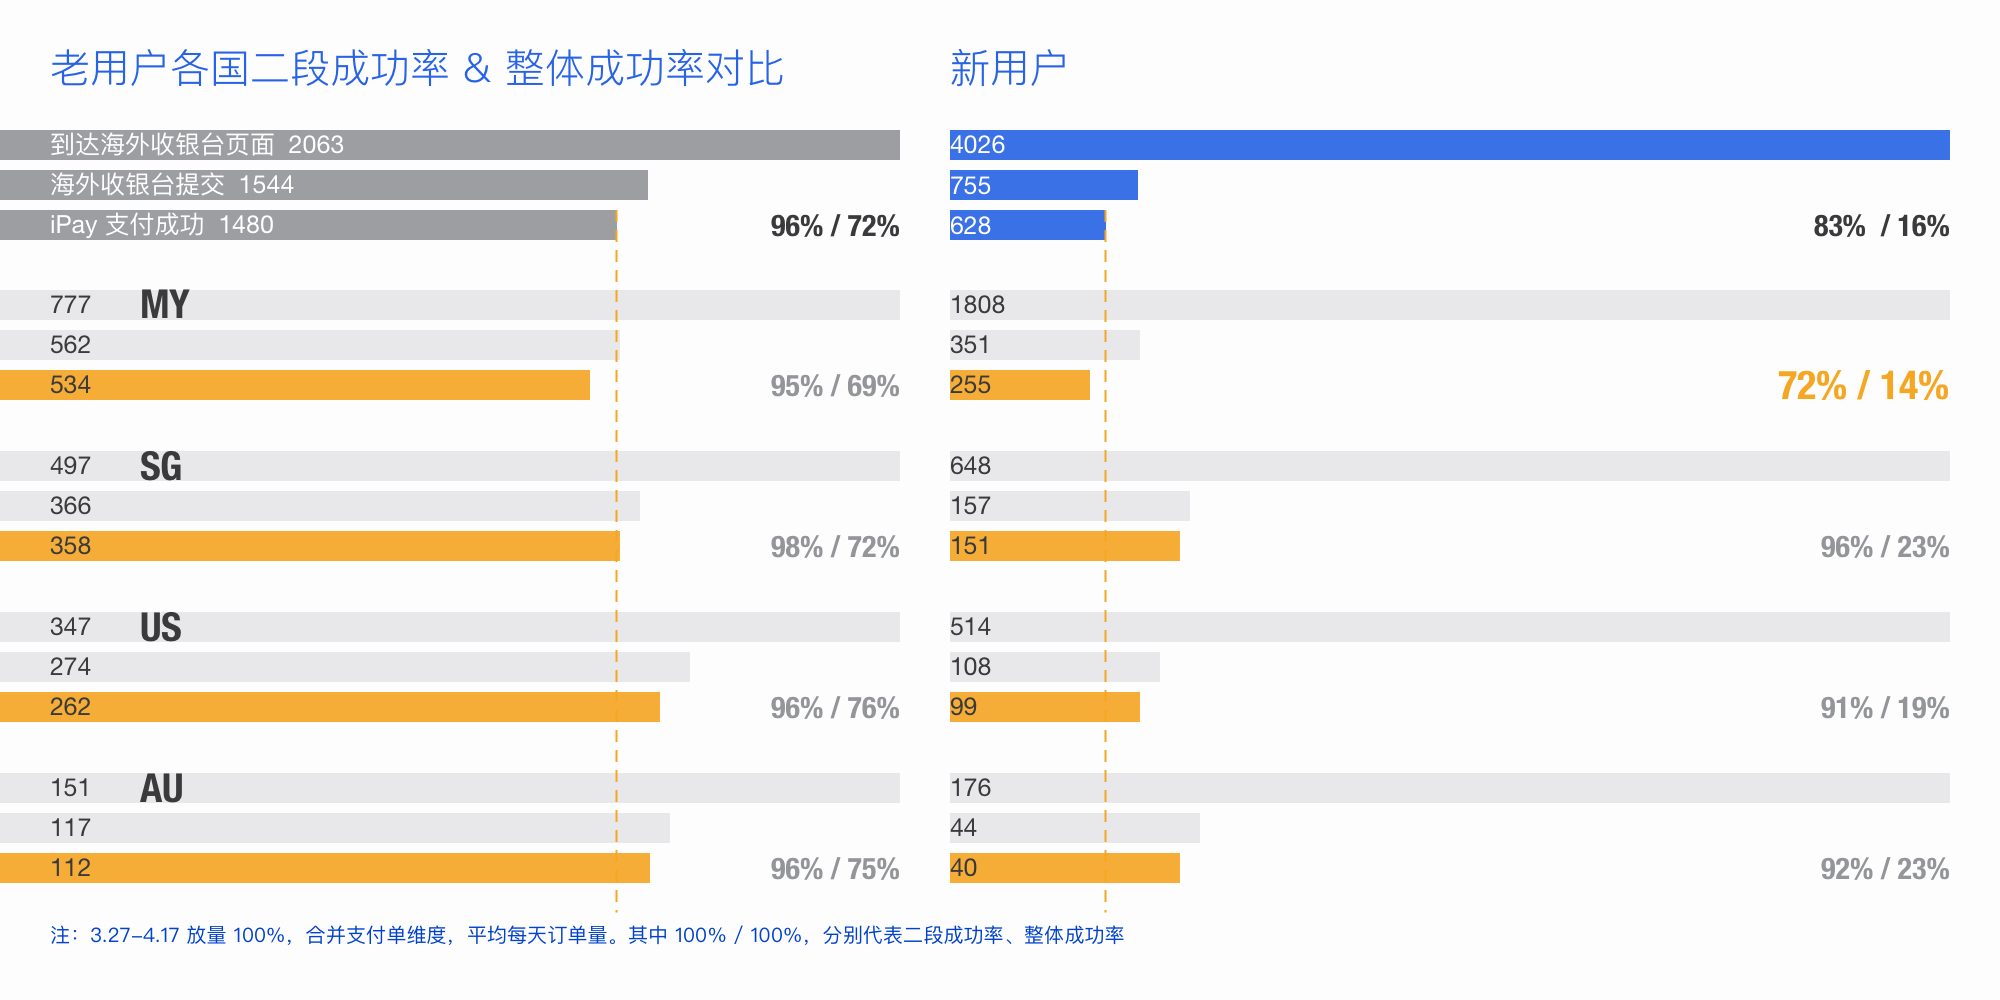 老用户各国二段成功率 & 整体成功率对比
到达海外收银台页面 2063
海外收银台提交 1544
iPay 支付成功 1480
96% / 72%
777 MY
562
534
95% / 69%
497 SG
366
358
98% / 72%
347 US
274
262
96% / 76%
151 AU
117
112
96% / 75%
新用户
4026
755
628
83% / 16%
1808
351
255
72% / 14%
648
157
151
96% / 23%
514
108
99
91% / 19%
176
44
40
92% / 23%
注：3.27–4.17 放量 100%，合并支付单维度，平均每天订单量。其中 100% / 100%，分别代表二段成功率、整体成功率